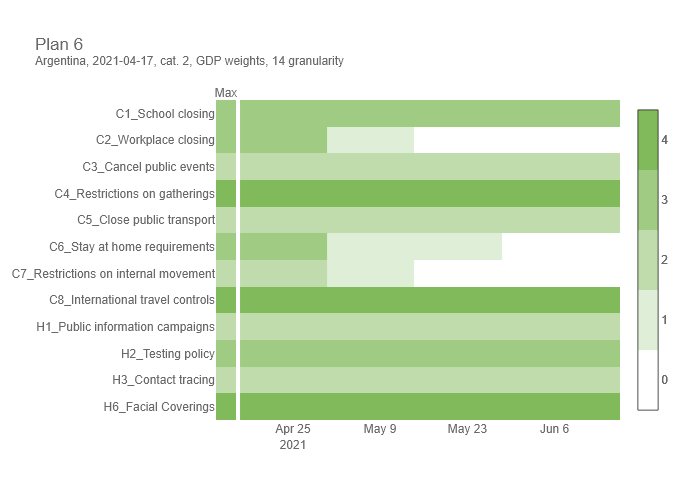 Plan 6
Argentina, 2021-04-17, cat. 2, GDP weights, 14 granularity
Max
C1_School closing
C2_Workplace closing
C3_Cancel public events
C4_Restrictions on gatherings
C5_Close public transport
C6_Stay at home requirements
C7_Restrictions on internal movement
C8_International travel controls
H1_Public information campaigns
H2_Testing policy
H3_Contact tracing
H6_Facial Coverings
Apr 25 May 9 May 23 Jun 6
2021
4
3
2
1
0